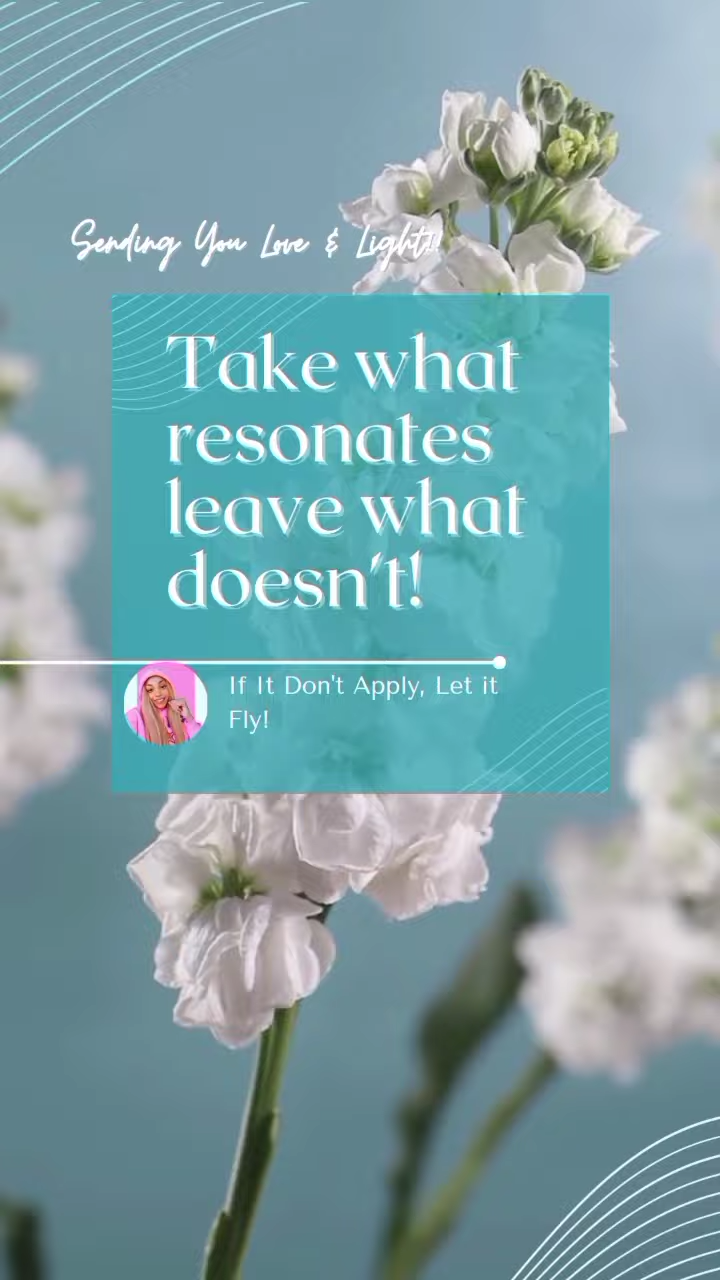 Sending You Love & Light!!
Take what
resonates
leave what
doesn't!
If It Don't Apply, Let it
Fly!